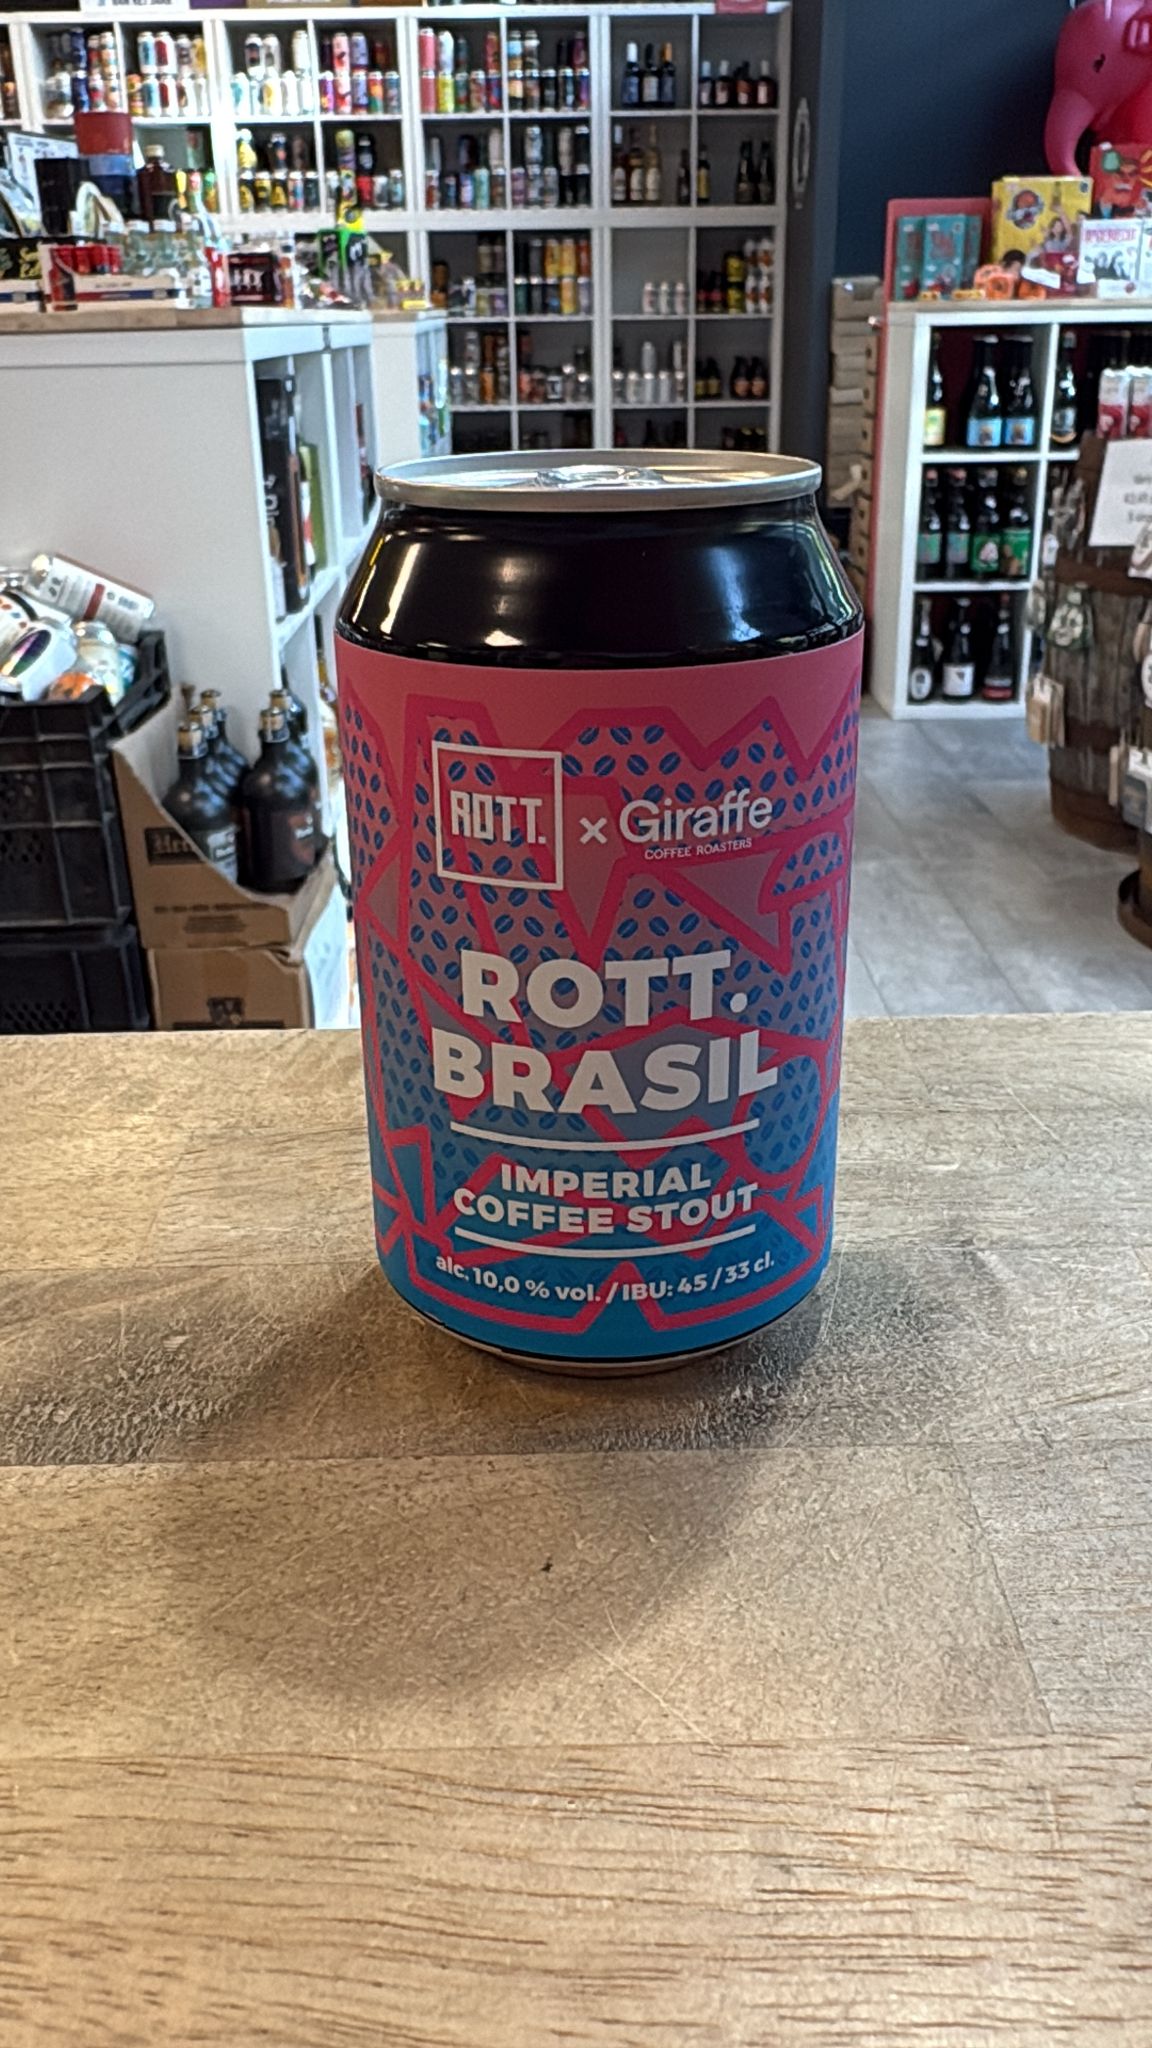 ROTT. x Giraffe
COFFEE ROASTERS
ROTT.
BRASIL
IMPERIAL
COFFEE STOUT
alc. 10,0 % vol. / IBU: 45 / 33 cl.